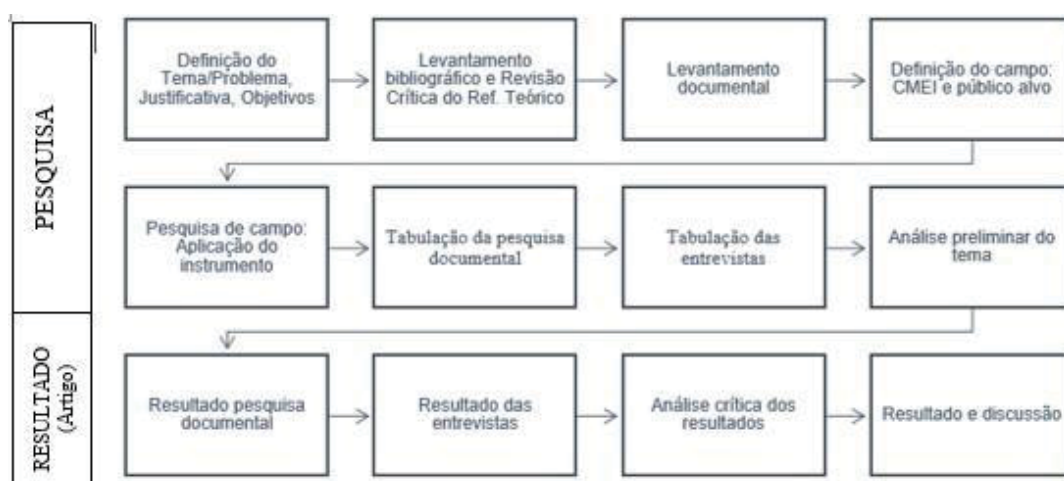 PESQUISA
Definição do
Tema/Problema,
Justificativa, Objetivos
Levantamento
bibliográfico e Revisão
Crítica do Ref. Teórico
Levantamento
documental
Definição do campo:
CMEI e público alvo
Pesquisa de campo:
Aplicação do
instrumento
Tabulação da pesquisa
documental
Tabulação das
entrevistas
Análise preliminar do
tema
RESULTADO
(Artigo)
Resultado pesquisa
documental
Resultado das
entrevistas
Análise crítica dos
resultados
Resultado e discussão